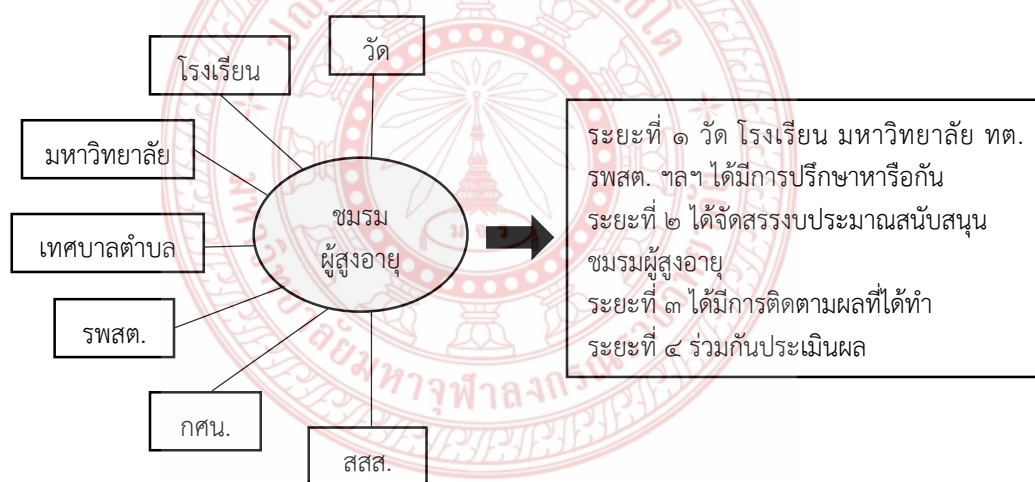 วัด
โรงเรียน
มหาวิทยาลัย
เทศบาลตำบล
รพสต.
กศน.
สสส.
ชมรม
ผู้สูงอายุ
ระยะที่ ๑ วัด โรงเรียน มหาวิทยาลัย ทต.
รพสต. ฯลฯ ได้มีการปรึกษาหารือกัน
ระยะที่ ๒ ได้จัดสรรงบประมาณสนับสนุน
ชมรมผู้สูงอายุ
ระยะที่ ๓ ได้มีการติดตามผลที่ได้ทำ
ระยะที่ ๔ ร่วมกันประเมินผล